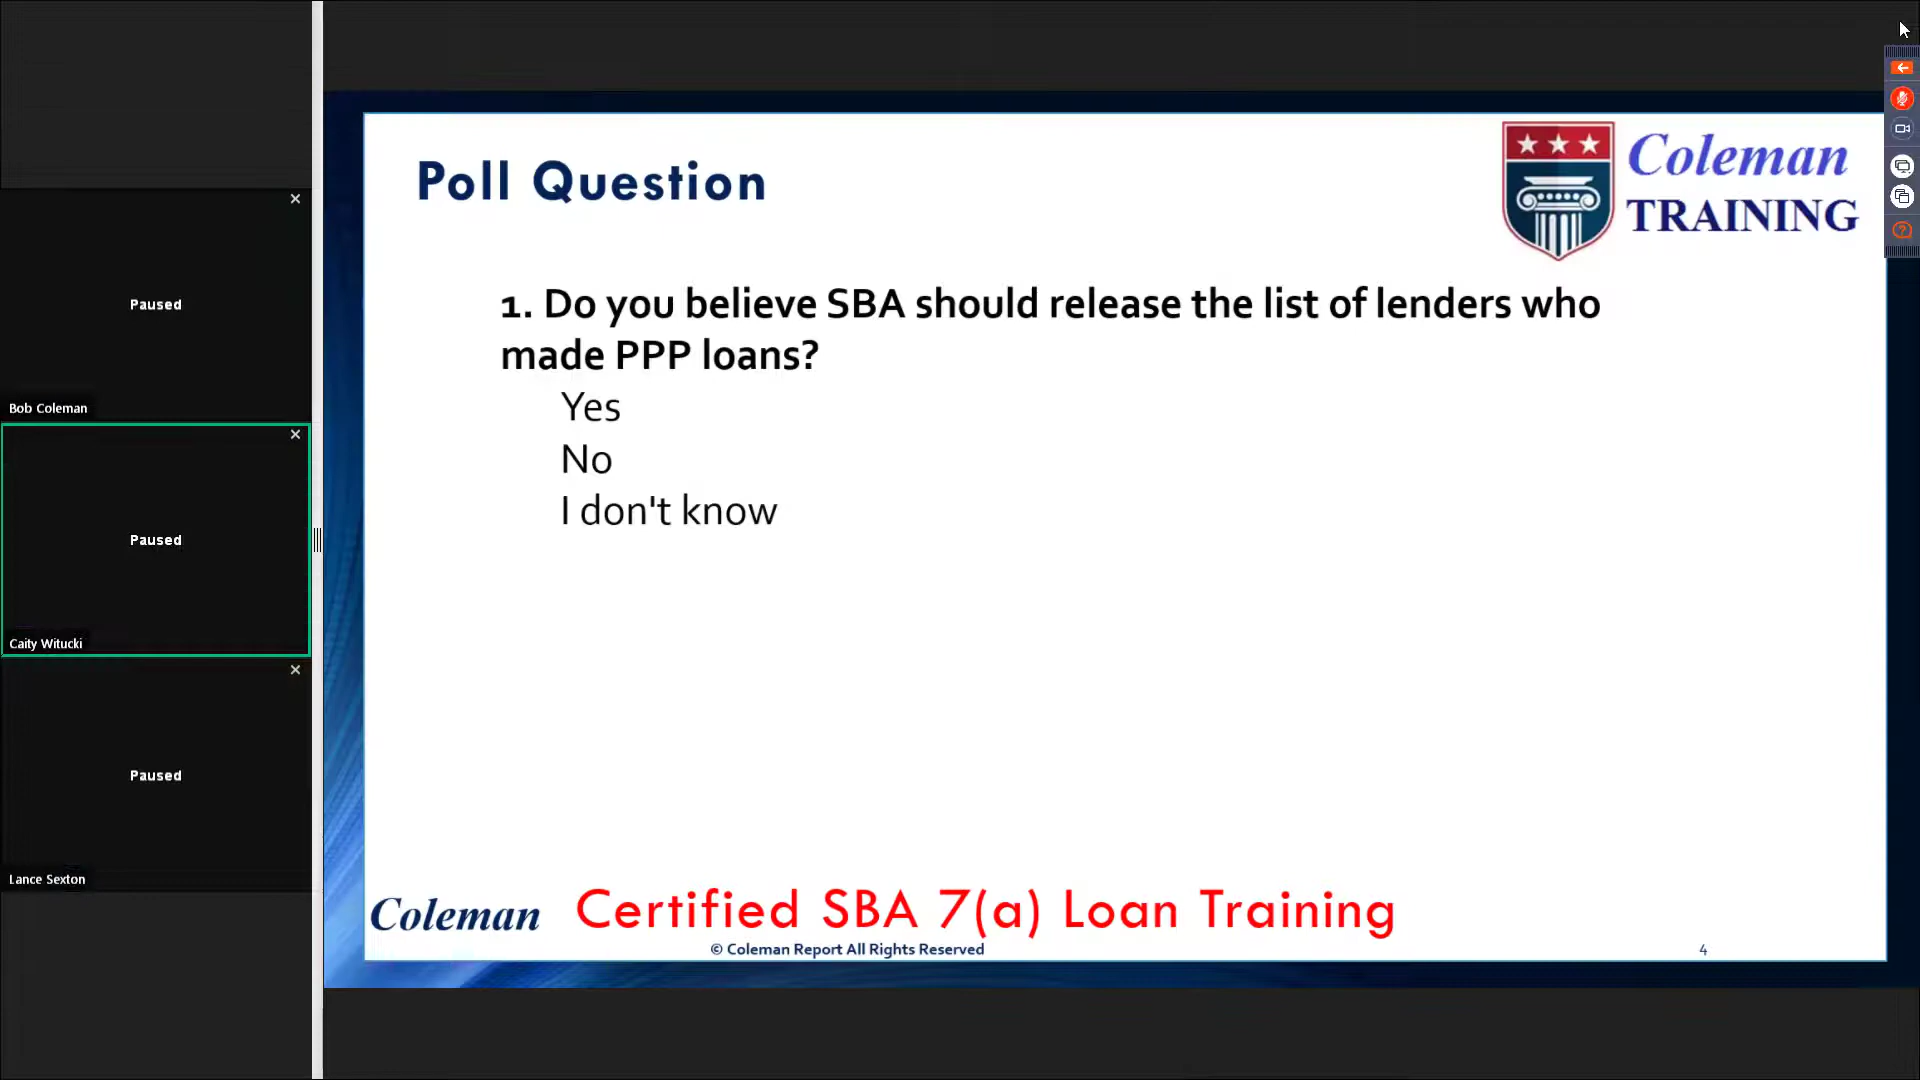 Paused
Bob Coleman
Paused
Caity Witucki
Paused
Lance Sexton
Poll Question
Coleman
TRAINING
1. Do you believe SBA should release the list of lenders who
made PPP loans?
Yes
No
I don't know
Coleman
Certified SBA 7(a) Loan Training
© Coleman Report All Rights Reserved
4